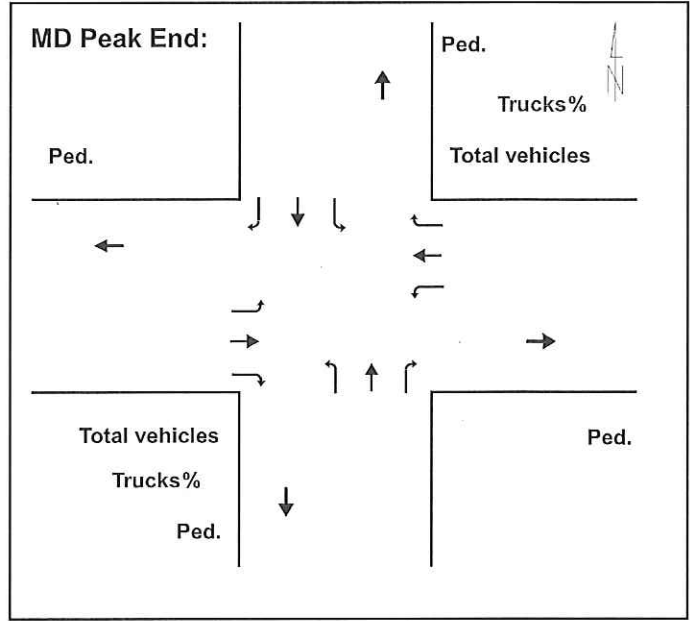 MD Peak End:
Ped.
N
Trucks%
Ped.
Total vehicles
Total vehicles
Ped.
Trucks%
Ped.